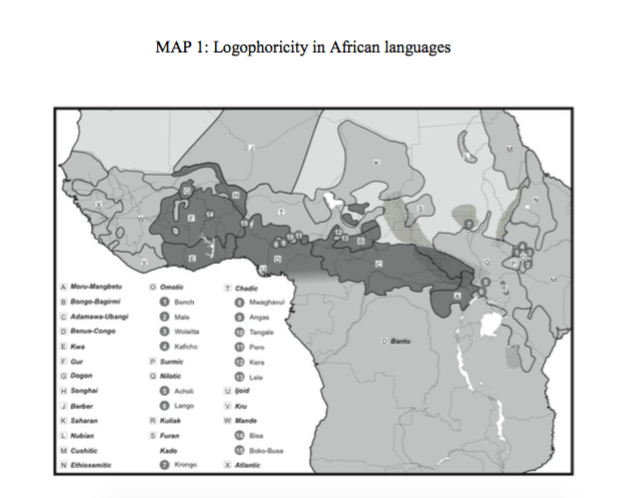 MAP 1: Logophoricity in African languages
D Bantu
A Moru-Mangbetu
B Bongo-Bagirmi
C Adamawa-Ubangi
D Benue-Congo
E Kwa
F Gur
G Dogon
H Songhai
J Berber
K Saharan
L Nubian
M Cushitic
N Ethiosemitic
O Omotic
1 Bench
2 Male
3 Wolaitta
4 Kaficho
P Surmic
Q Nilotic
5 Acholi
6 Lango
R Kuliak
S Furan
Kado
7 Krongo
T Chadic
8 Mwaghavul
9 Angas
10 Tangale
11 Pero
12 Kera
13 Lele
U Ijoid
V Kru
W Mande
14 Bisa
15 Boko-Busa
X Atlantic